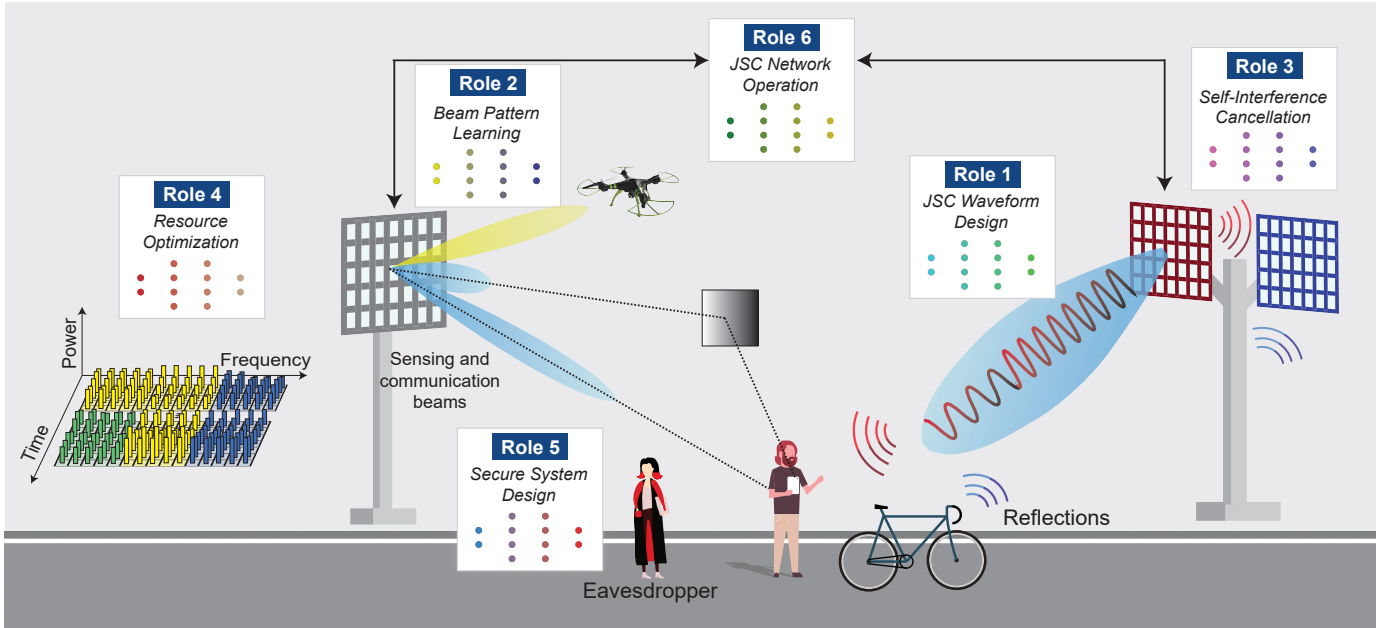 Role 6
JSC Network
Operation
Role 2
Beam Pattern
Learning
Role 3
Self-Interference
Cancellation
Role 1
JSC Waveform
Design
Role 4
Resource
Optimization
Power
Frequency
Time
Sensing and
communication
beams
Role 5
Secure System
Design
Eavesdropper
Reflections